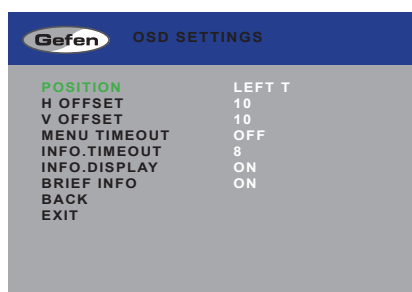 Gefen OSD SETTINGS
POSITION LEFT T
H OFFSET 10
V OFFSET 10
MENU TIMEOUT OFF
INFO.TIMEOUT 8
INFO.DISPLAY ON
BRIEF INFO ON
BACK
EXIT